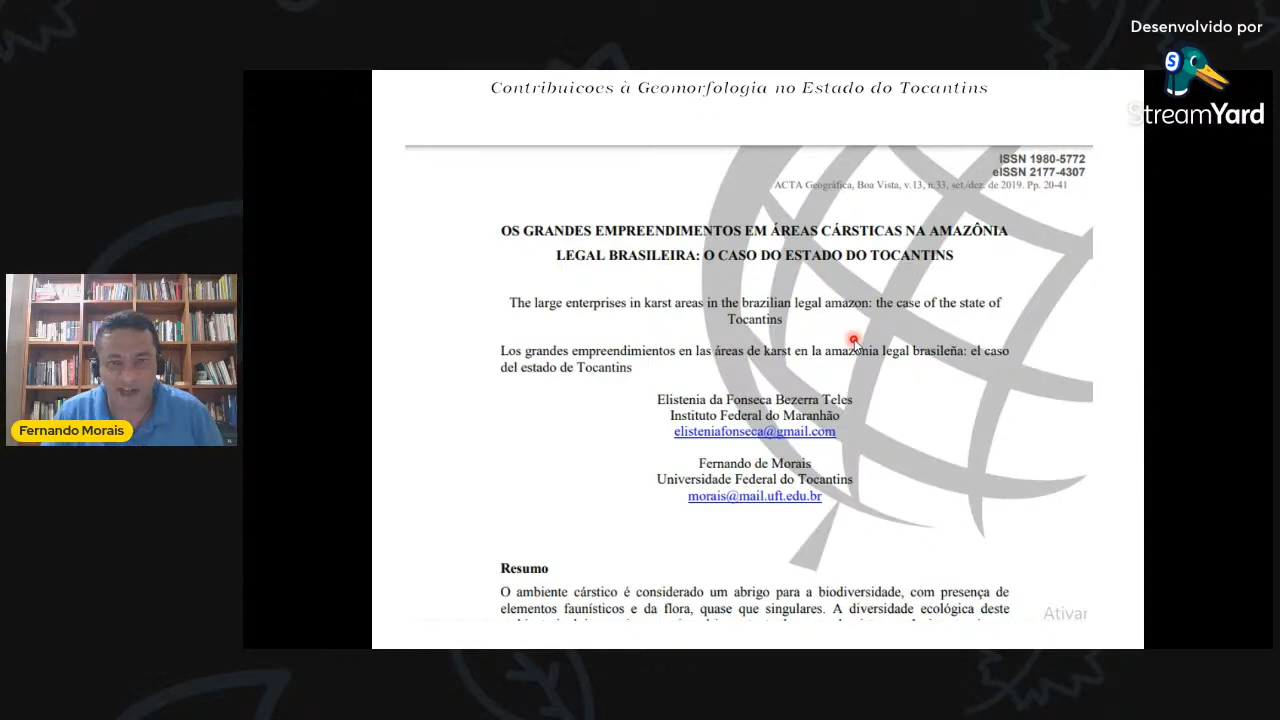 Desenvolvido por
StreamYard
Contribuicoes à Geomorfologia no Estado do Tocantins
ISSN 1980-5772
eISSN 2177-4307
ACTA Geográfica, Boa Vista, v.13, n.33, set./dez. de 2019. Pp. 20-41
OS GRANDES EMPREENDIMENTOS EM ÁREAS CÁRSTICAS NA AMAZÔNIA
LEGAL BRASILEIRA: O CASO DO ESTADO DO TOCANTINS
The large enterprises in karst areas in the brazilian legal amazon: the case of the state of
Tocantins
Los grandes empreendimientos en las áreas de karst en la amazônia legal brasileña: el caso
del estado de Tocantins
Elistenia da Fonseca Bezerra Teles
Instituto Federal do Maranhão
elisteniafonseca@gmail.com
Fernando de Morais
Universidade Federal do Tocantins
morais@mail.uft.edu.br
Fernando Morais
Resumo
O ambiente cárstico é considerado um abrigo para a biodiversidade, com presença de
elementos faunísticos e da flora, quase que singulares. A diversidade ecológica deste
Ativar